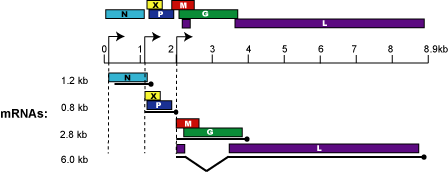 X M
N P G
L
0 1 2 3 4 5 6 7 8 8.9kb
1.2 kb N
X
0.8 kb P
mRNAs:
M
2.8 kb G
6.0 kb L